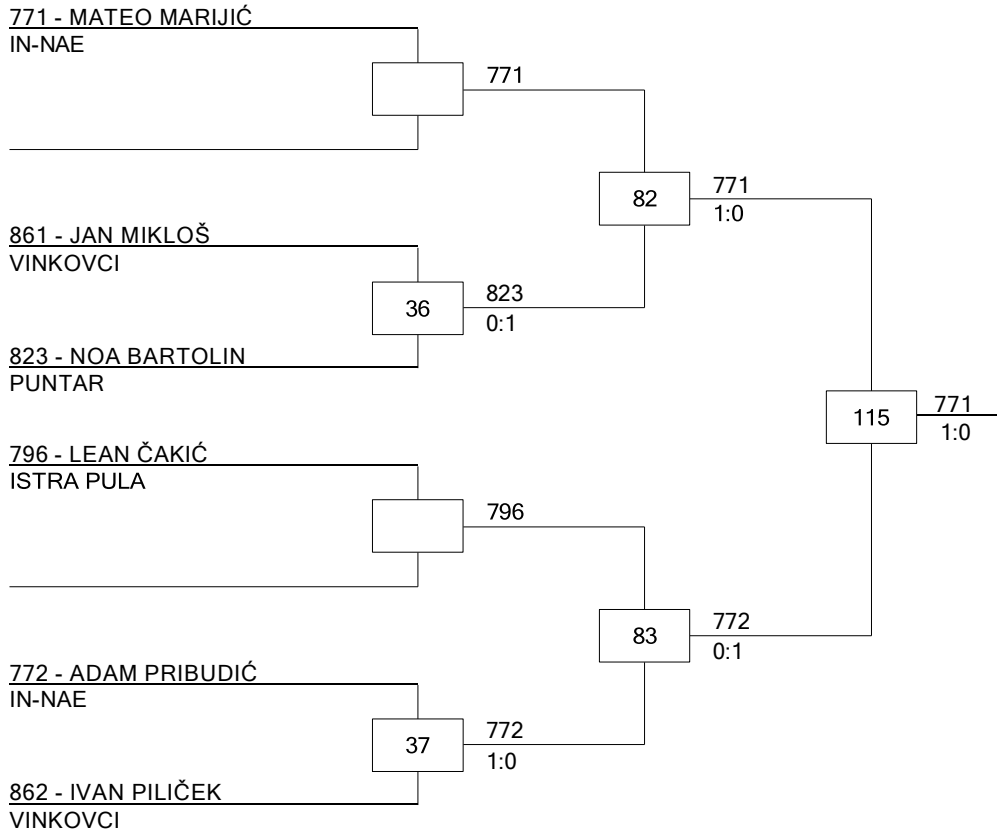 771 - MATEO MARIJIĆ
IN-NAE
771
82
771
1:0
861 - JAN MIKLOŠ
VINKOVCI
36
823
0:1
823 - NOA BARTOLIN
PUNTAR
115
771
1:0
796 - LEAN ČAKIĆ
ISTRA PULA
796
83
772
0:1
772 - ADAM PRIBUDIĆ
IN-NAE
37
772
1:0
862 - IVAN PILIČEK
VINKOVCI